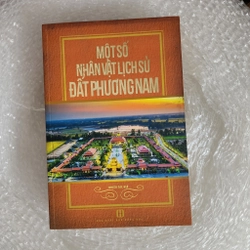 MỘT SỐ
NHÂN VẬT LỊCH SỬ
ĐẤT PHƯƠNG NAM